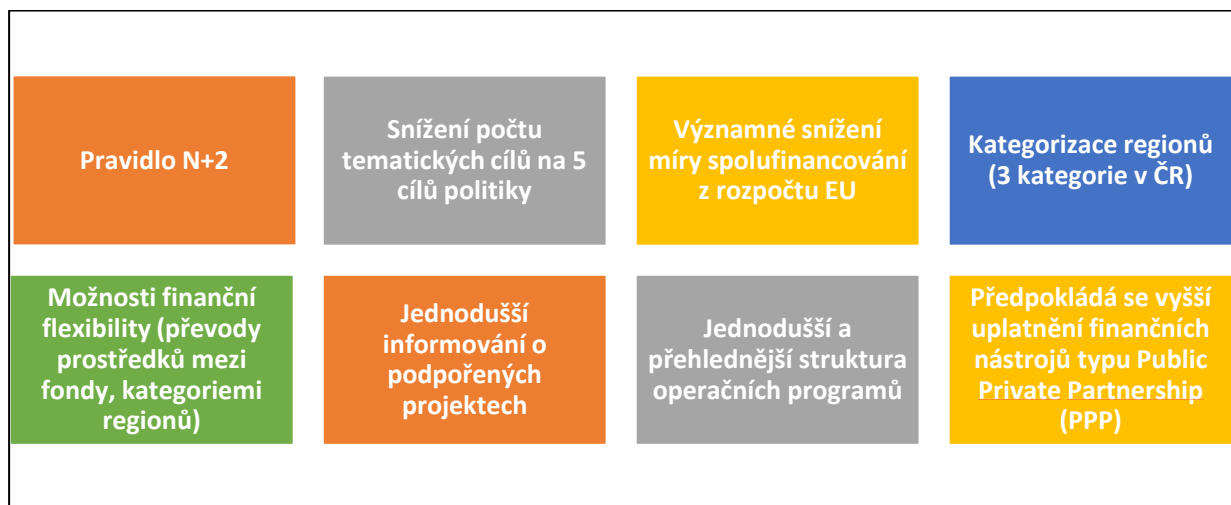 Pravidlo N+2
Snížení počtu
tematických cílů na 5
cílů politiky
Významné snížení
míry spolufinancování
z rozpočtu EU
Kategorizace regionů
(3 kategorie v ČR)
Možnosti finanční
flexibility (převody
prostředků mezi
fondy, kategoriemi
regionů)
Jednodušší
informování o
podpořených
projektech
Jednodušší a
přehlednější struktura
operačních programů
Předpokládá se vyšší
uplatnění finančních
nástrojů typu Public
Private Partnership
(PPP)